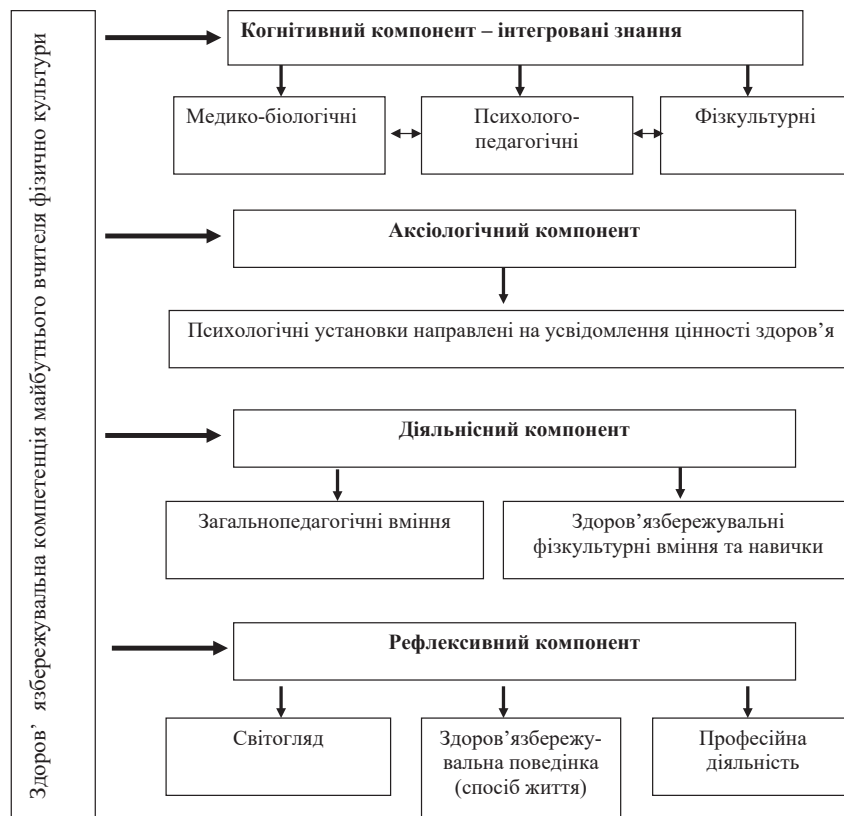 Здоров’ язбережувальна компетенція майбутнього вчителя фізично культури
Когнітивний компонент – інтегровані знання
Медико-біологічні
Психолого-
педагогічні
Фізкультурні
Аксіологічний компонент
Психологічні установки направлені на усвідомлення цінності здоров’я
Діяльнісний компонент
Загальнопедагогічні вміння
Здоров’язбережувальні
фізкультурні вміння та навички
Рефлексивний компонент
Світогляд
Здоров’язбережу-
вальна поведінка
(спосіб життя)
Професійна
діяльність